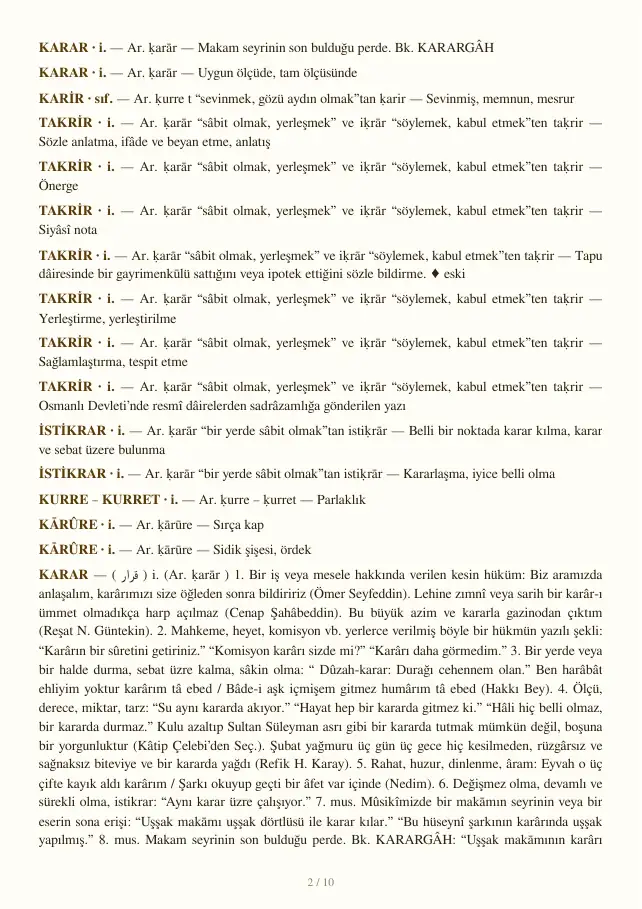 KARAR · i. — Ar. ḳarār — Makam seyrinin son bulduğu perde. Bk. KARARGÂH
KARAR · i. — Ar. ḳarār — Uygun ölçüde, tam ölçüsünde
KARİR · sıf. — Ar. ḳurre t “sevinmek, gözü aydın olmak”tan ḳarir — Sevinmiş, memnun, mesrur
TAKRİR · i. — Ar. ḳarār “sâbit olmak, yerleşmek” ve iḳrār “söylemek, kabul etmek”ten taḳrir —
Sözle anlatma, ifâde ve beyan etme, anlatış
TAKRİR · i. — Ar. ḳarār “sâbit olmak, yerleşmek” ve iḳrār “söylemek, kabul etmek”ten taḳrir —
Önerge
TAKRİR · i. — Ar. ḳarār “sâbit olmak, yerleşmek” ve iḳrār “söylemek, kabul etmek”ten taḳrir —
Siyâsî nota
TAKRİR · i. — Ar. ḳarār “sâbit olmak, yerleşmek” ve iḳrār “söylemek, kabul etmek”ten taḳrir — Tapu
dâiresinde bir gayrimenkülü sattığını veya ipotek ettiğini sözle bildirme. ♦ eski
TAKRİR · i. — Ar. ḳarār “sâbit olmak, yerleşmek” ve iḳrār “söylemek, kabul etmek”ten taḳrir —
Yerleştirme, yerleştirilme
TAKRİR · i. — Ar. ḳarār “sâbit olmak, yerleşmek” ve iḳrār “söylemek, kabul etmek”ten taḳrir —
Sağlamlaştırma, tespit etme
TAKRİR · i. — Ar. ḳarār “sâbit olmak, yerleşmek” ve iḳrār “söylemek, kabul etmek”ten taḳrir —
Osmanlı Devleti’nde resmî dâirelerden sadrâzamlığa gönderilen yazı
İSTİKRAR · i. — Ar. ḳarār “bir yerde sâbit olmak”tan istiḳrār — Belli bir noktada karar kılma, karar
ve sebat üzere bulunma
İSTİKRAR · i. — Ar. ḳarār “bir yerde sâbit olmak”tan istiḳrār — Kararlaşma, iyice belli olma
KURRE – KURRET · i. — Ar. ḳurre – ḳurret — Parlaklık
KĀRÛRE · i. — Ar. ḳārūre — Sırça kap
KĀRÛRE · i. — Ar. ḳārūre — Sidik şişesi, ördek
KARAR — ( قرار ) i. (Ar. ḳarār ) 1. Bir iş veya mesele hakkında verilen kesin hüküm: Biz aramızda
anlaşalım, karârımızı size öğleden sonra bildiririz (Ömer Seyfeddin). Lehine zımnî veya sarih bir karâr-ı
ümmet olmadıkça harp açılmaz (Cenap Şahâbeddin). Bu büyük azim ve kararla gazinodan çıktım
(Reşat N. Güntekin). 2. Mahkeme, heyet, komisyon vb. yerlerce verilmiş böyle bir hükmün yazılı şekli:
“Karârın bir sûretini getiriniz.” “Komisyon karârı sizde mi?” “Karârı daha görmedim.” 3. Bir yerde veya
bir halde durma, sebat üzre kalma, sâkin olma: “ Dûzah-karar: Durağı cehennem olan.” Ben harâbât
ehliyim yoktur karârım tâ ebed / Bâde-i aşk içmişem gitmez humârım tâ ebed (Hakkı Bey). 4. Ölçü,
derece, miktar, tarz: “Su aynı kararda akıyor.” “Hayat hep bir kararda gitmez ki.” “Hâli hiç belli olmaz,
bir kararda durmaz.” Kulu azaltıp Sultan Süleyman asrı gibi bir kararda tutmak mümkün değil, boşuna
bir yorgunluktur (Kâtip Çelebi’den Seç.). Şubat yağmuru üç gün üç gece hiç kesilmeden, rüzgârsız ve
sağnaksız biteviye ve bir kararda yağdı (Refik H. Karay). 5. Rahat, huzur, dinlenme, âram: Eyvah o üç
çifte kayık aldı karârım / Şarkı okuyup geçti bir âfet var içinde (Nedim). 6. Değişmez olma, devamlı ve
sürekli olma, istikrar: “Aynı karar üzre çalışıyor.” 7. mus. Mûsikîmizde bir makāmın seyrinin veya bir
eserin sona erişi: “Uşşak makāmı uşşak dörtlüsü ile karar kılar.” “Bu hüseynî şarkının karârında uşşak
yapılmış.” 8. mus. Makam seyrinin son bulduğu perde. Bk. KARARGÂH: “Uşşak makāmının karârı
2 / 10